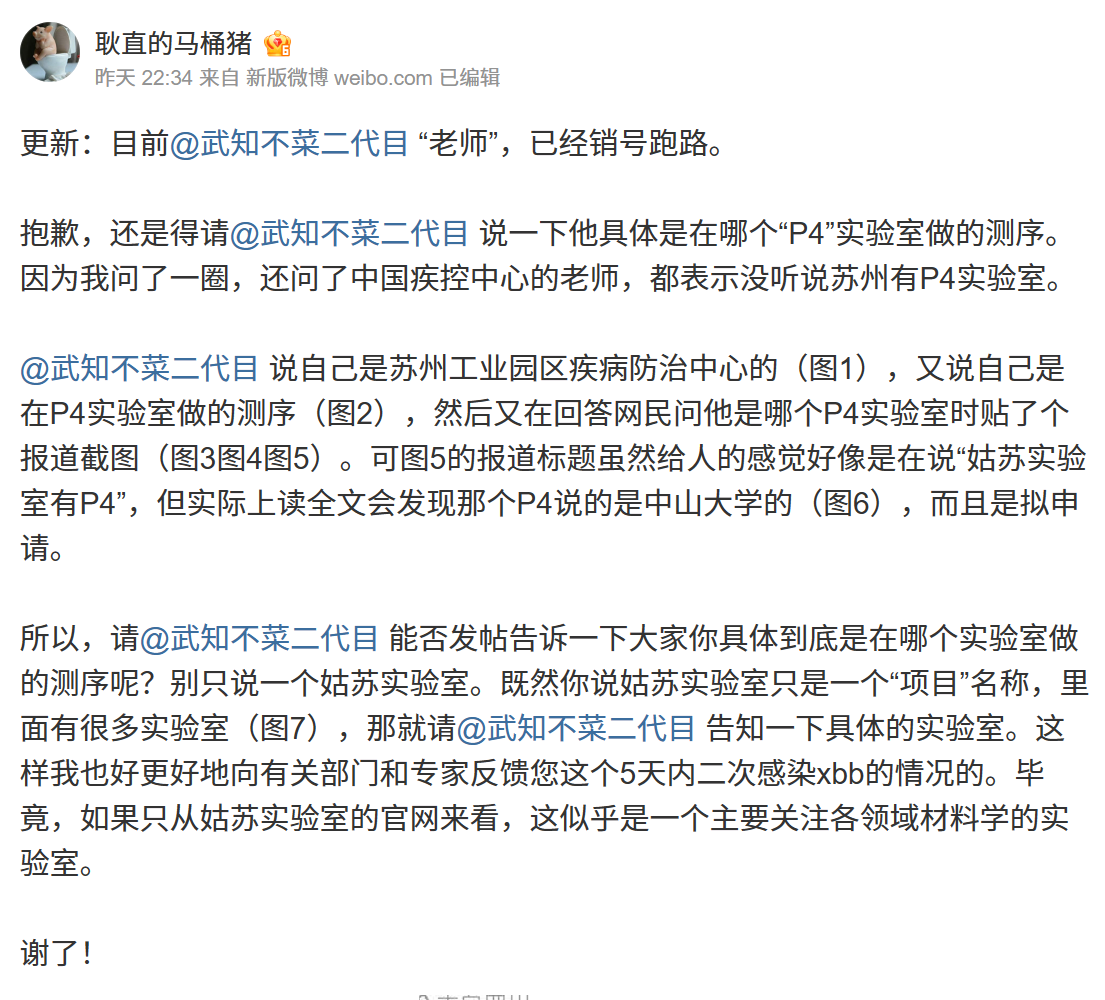 耿直的马桶猪
昨天 22:34 来自 新版微博 weibo.com 已编辑
更新：目前@武知不菜二代目 “老师”，已经销号跑路。
抱歉，还是得请@武知不菜二代目 说一下他具体是在哪个“P4”实验室做的测序。
因为我问了一圈，还问了中国疾控中心的老师，都表示没听说苏州有P4实验室。
@武知不菜二代目 说自己是苏州工业园区疾病防治中心的（图1），又说自己是
在P4实验室做的测序（图2），然后又在回答网民问他是哪个P4实验室时贴了个
报道截图（图3图4图5）。可图5的报道标题虽然给人的感觉好像是在说“姑苏实验
室有P4”，但实际上读全文会发现那个P4说的是中山大学的（图6），而且是拟申
请。
所以，请@武知不菜二代目 能否发帖告诉一下大家你具体到底是在哪个实验室做
的测序呢？别只说一个姑苏实验室。既然你说姑苏实验室只是一个“项目”名称，里
面有很多实验室（图7），那就请@武知不菜二代目 告知一下具体的实验室。这
样我也好更好地向有关部门和专家反馈您这个5天内二次感染xbb的情况的。毕
竟，如果只从姑苏实验室的官网来看，这似乎是一个主要关注各领域材料学的实
验室。
谢了！